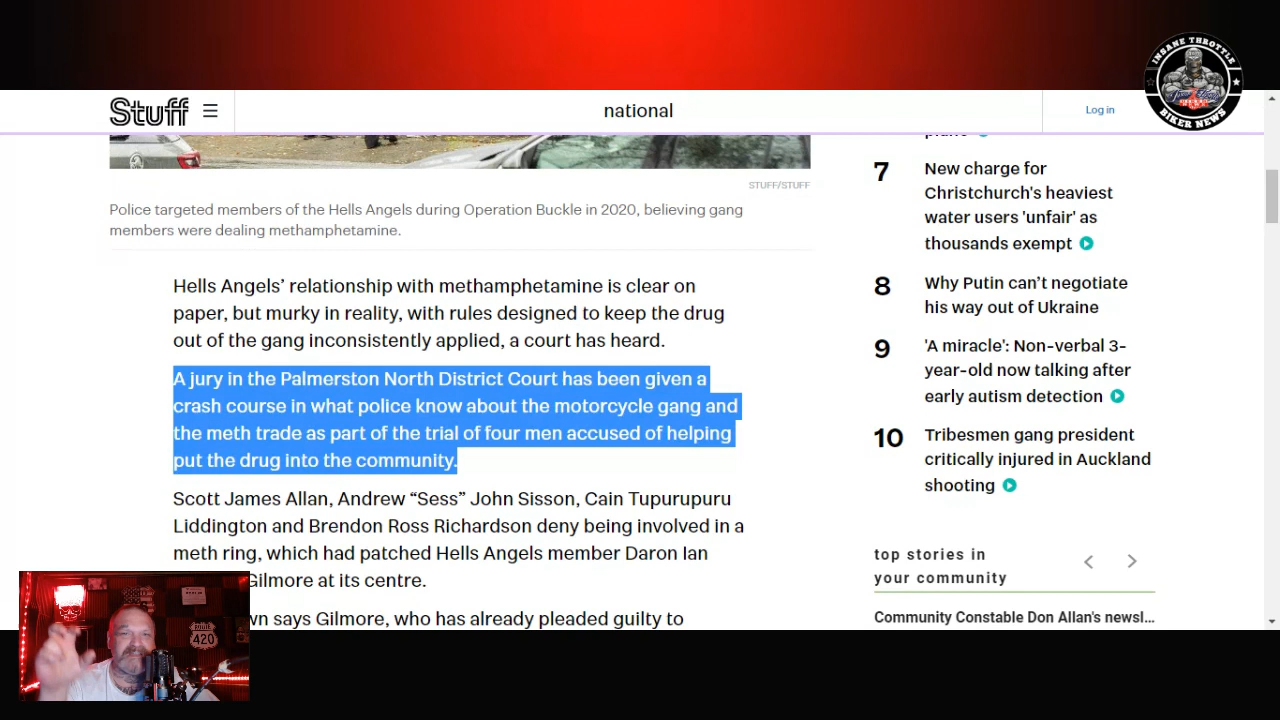 INSANE THROTTLE
BIKER NEWS
Stuff
national
Log in
STUFF/STUFF
Police targeted members of the Hells Angels during Operation Buckle in 2020, believing gang
members were dealing methamphetamine.
Hells Angels’ relationship with methamphetamine is clear on
paper, but murky in reality, with rules designed to keep the drug
out of the gang inconsistently applied, a court has heard.
A jury in the Palmerston North District Court has been given a
crash course in what police know about the motorcycle gang and
the meth trade as part of the trial of four men accused of helping
put the drug into the community.
Scott James Allan, Andrew “Sess” John Sisson, Cain Tupurupuru
Liddington and Brendon Ross Richardson deny being involved in a
meth ring, which had patched Hells Angels member Daron Ian
Gilmore at its centre.
wn says Gilmore, who has already pleaded guilty to
7
New charge for
Christchurch's heaviest
water users 'unfair' as
thousands exempt
8
Why Putin can’t negotiate
his way out of Ukraine
9
'A miracle': Non-verbal 3-
year-old now talking after
early autism detection
10
Tribesmen gang president
critically injured in Auckland
shooting
top stories in
your community
Community Constable Don Allan's newsl...
ROUTE
420